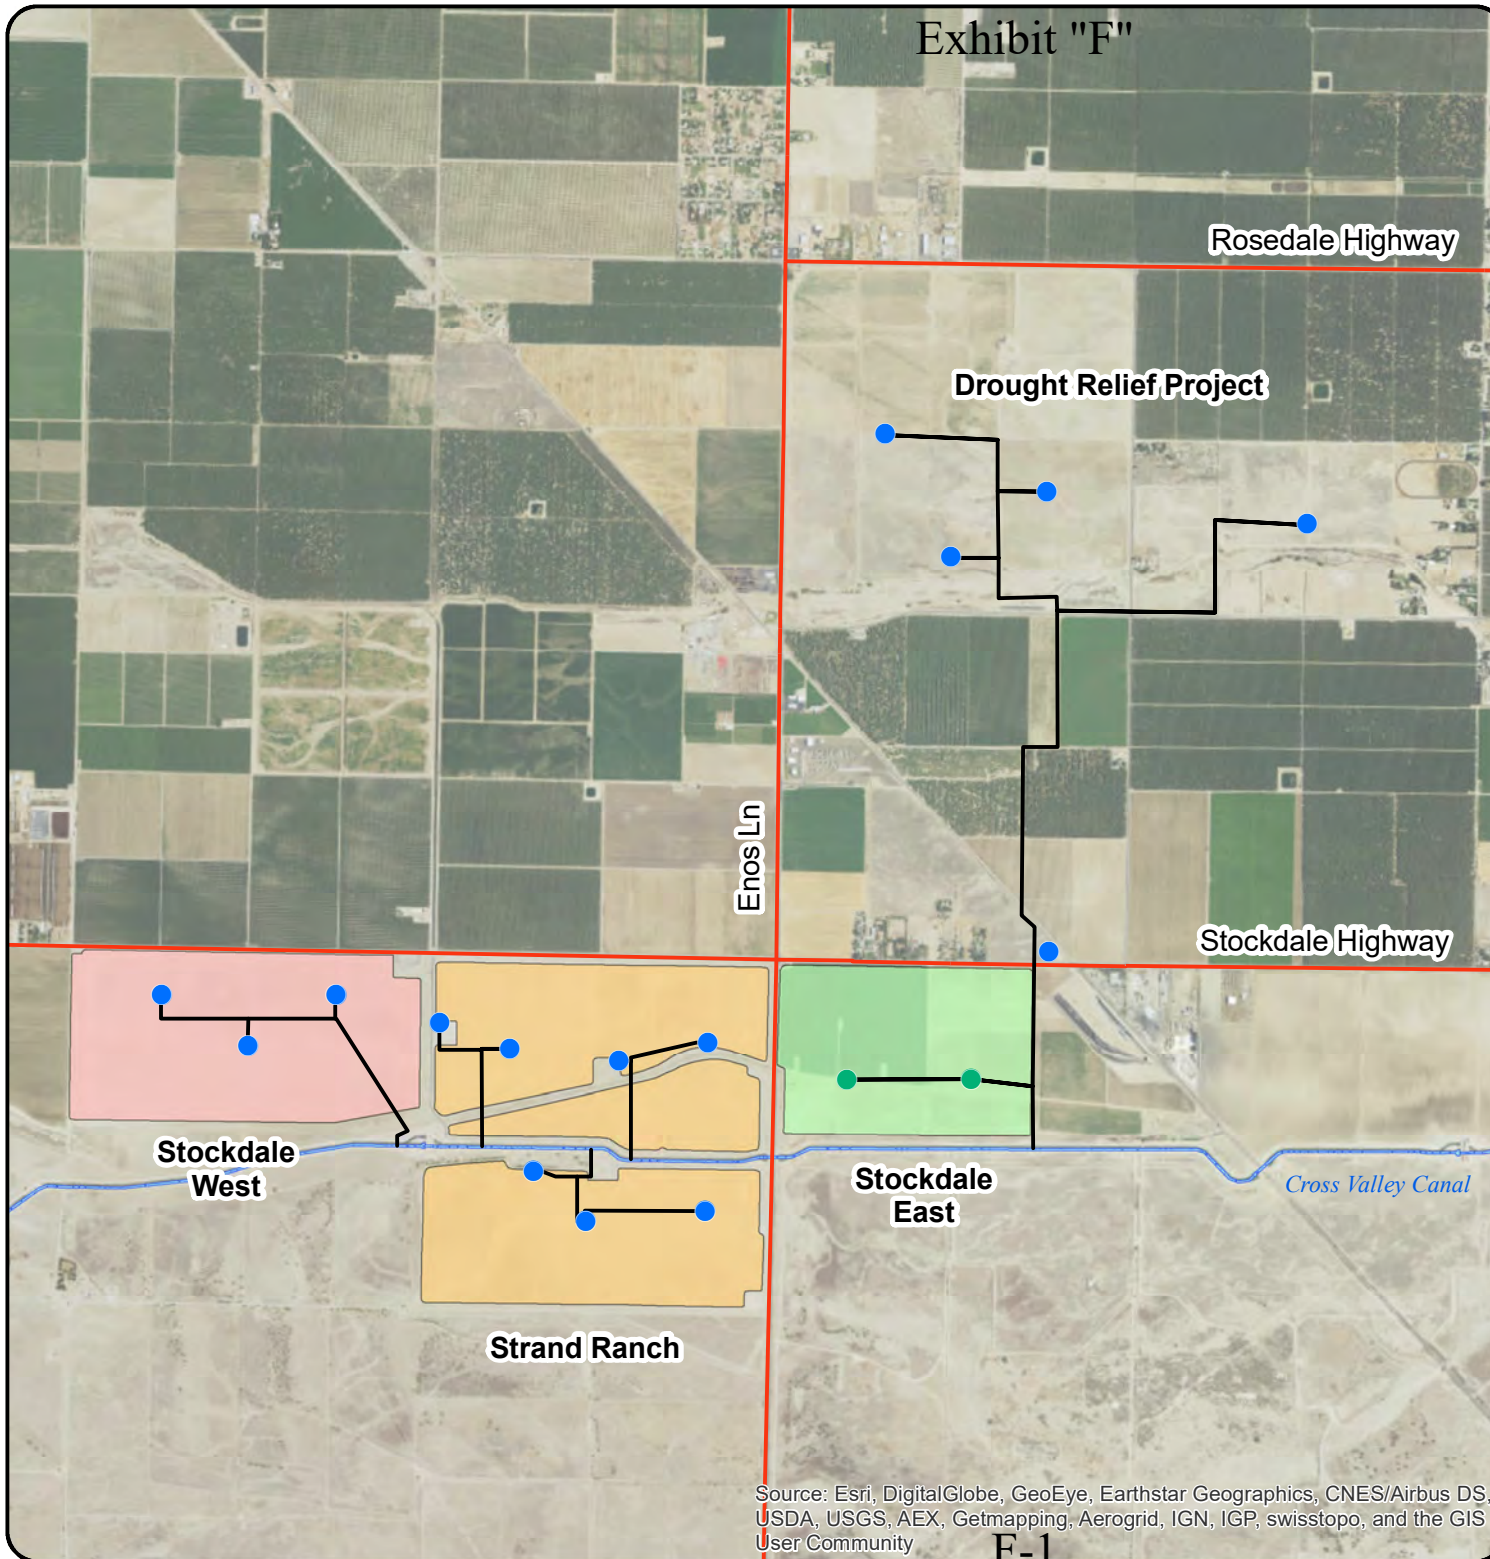 Exhibit "F"
Rosedale Highway
Drought Relief Project
Enos Ln
Stockdale Highway
Stockdale
West
Stockdale
East
Cross Valley Canal
Strand Ranch
Source: Esri, DigitalGlobe, GeoEye, Earthstar Geographics, CNES/Airbus DS,
USDA, USGS, AEX, Getmapping, Aerogrid, IGN, IGP, swisstopo, and the GIS
User Community